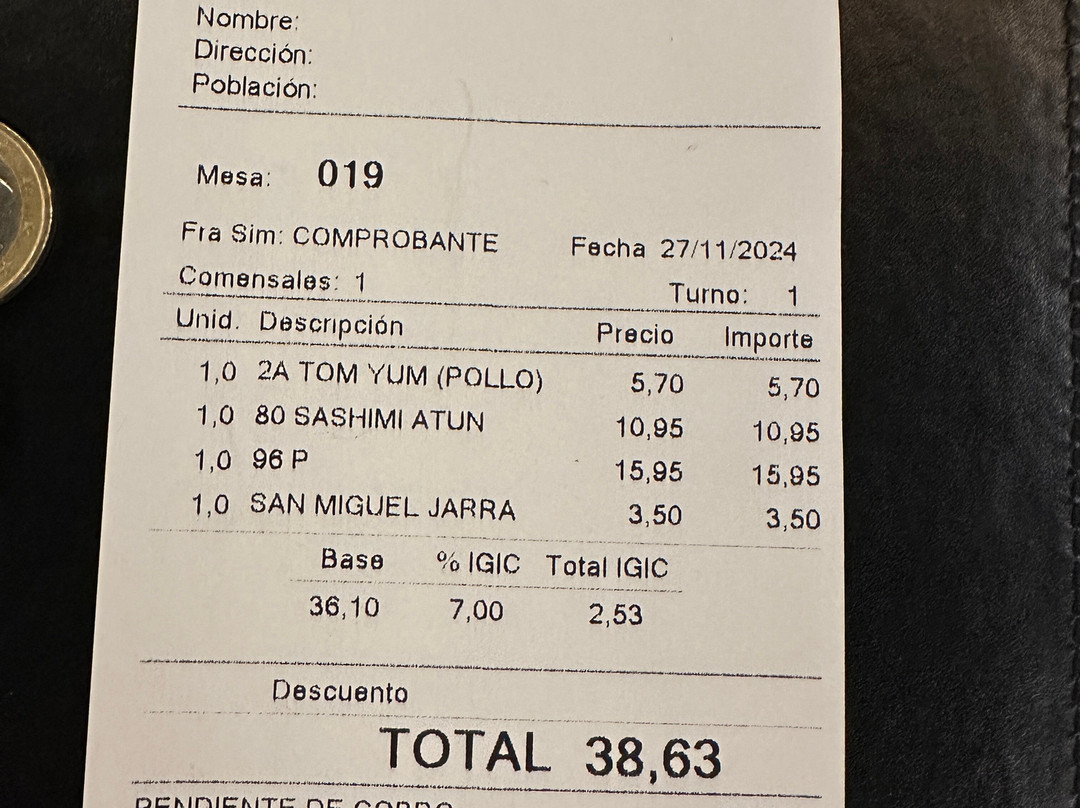 Nombre:
Dirección:
Población:
Mesa: 019
Fra Sim: COMPROBANTE Fecha 27/11/2024
Comensales: 1 Turno: 1
Unid. Descripción Precio Importe
1,0 2A TOM YUM (POLLO) 5,70 5,70
1,0 80 SASHIMI ATUN 10,95 10,95
1,0 96 P 15,95 15,95
1,0 SAN MIGUEL JARRA 3,50 3,50
Base % IGIC Total IGIC
36,10 7,00 2,53
Descuento
TOTAL 38,63
PENDIENTE DE COBRO